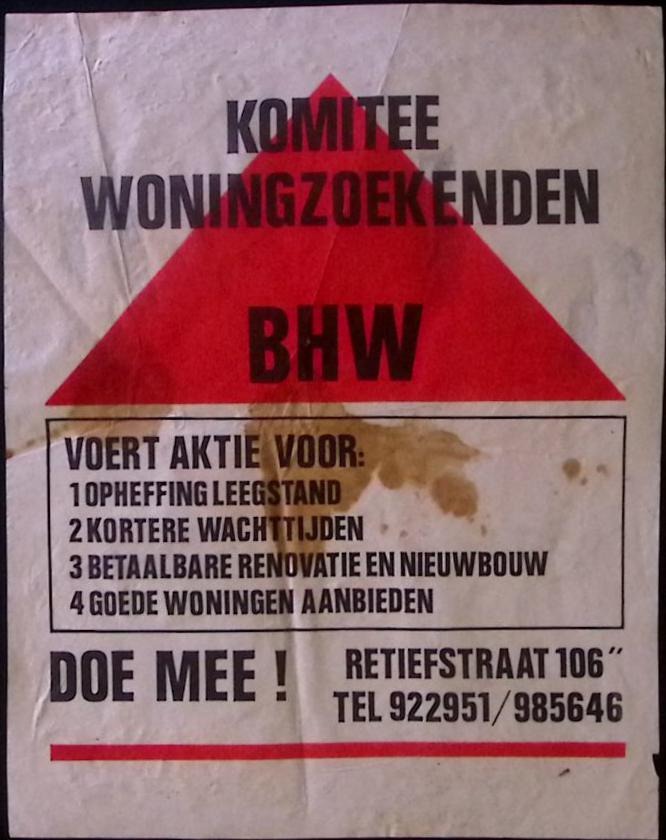 KOMITEE
WONINGZOEKENDEN
BHW
VOERT AKTIE VOOR:
1 OPHEFFING LEEGSTAND
2 KORTERE WACHTTIJDEN
3 BETAALBARE RENOVATIE EN NIEUWBOUW
4 GOEDE WONINGEN AANBIEDEN
DOE MEE !
RETIEFSTRAAT 106"
TEL 922951/985646